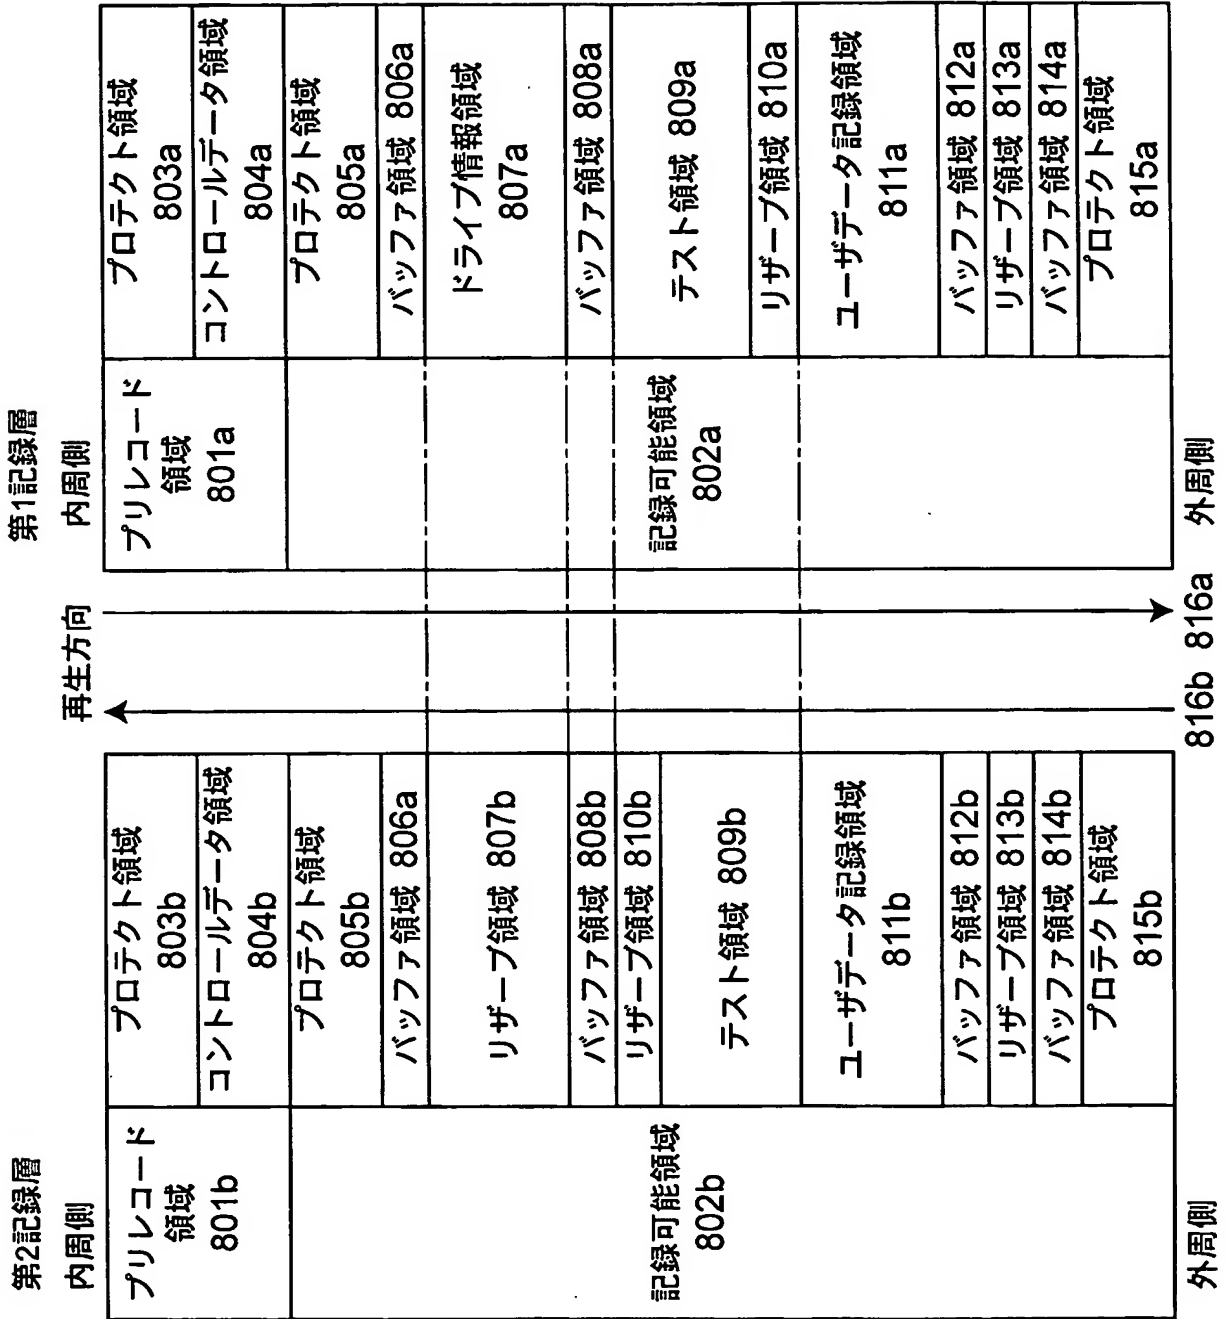 第2記録層
内周側
プリレコード
領域
801b
記録可能領域
802b
外周側
プロテクト領域
803b
コントロールデータ領域
804b
プロテクト領域
805b
バッファ領域 806a
リザーブ領域 807b
バッファ領域 808b
リザーブ領域 810b
テスト領域 809b
ユーザデータ記録領域
811b
バッファ領域 812b
リザーブ領域 813b
バッファ領域 814b
プロテクト領域
815b
再生方向
816b 816a
第1記録層
内周側
プリレコード
領域
801a
記録可能領域
802a
外周側
プロテクト領域
803a
コントロールデータ領域
804a
プロテクト領域
805a
バッファ領域 806a
ドライブ情報領域
807a
バッファ領域 808a
テスト領域 809a
リザーブ領域 810a
ユーザデータ記録領域
811a
バッファ領域 812a
リザーブ領域 813a
バッファ領域 814a
プロテクト領域
815a